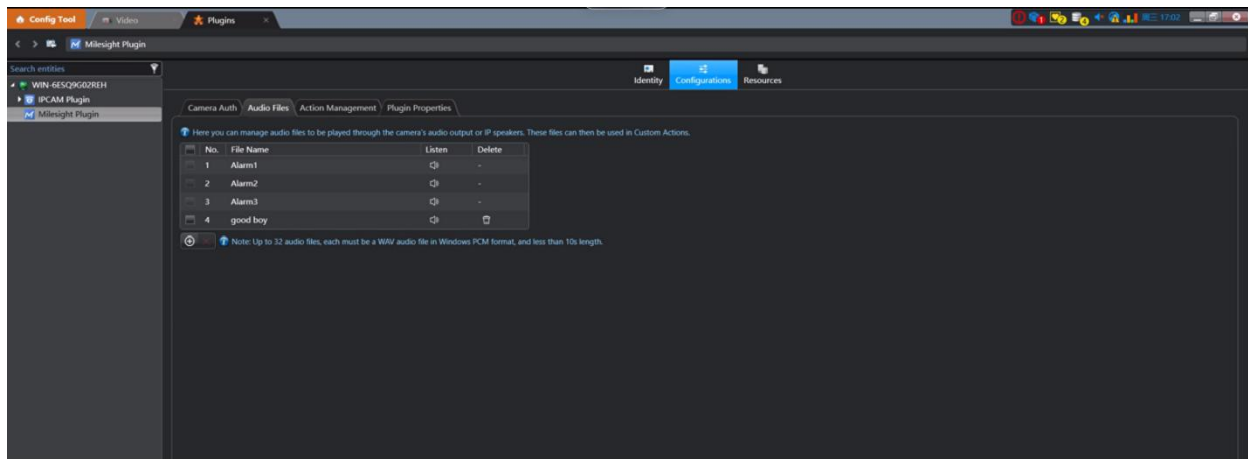 Config Tool Video Plugins × 17:02
Milesight Plugin
Search entities
WIN-6ESQ9G02REH
IPCAM Plugin
Milesight Plugin
Identity Configurations Resources
Camera Auth Audio Files Action Management Plugin Properties
Here you can manage audio files to be played through the camera's audio output or IP speakers. These files can then be used in Custom Actions.
No. File Name Listen Delete
1 Alarm1 -
2 Alarm2 -
3 Alarm3 -
4 good boy
Note: Up to 32 audio files, each must be a WAV audio file in Windows PCM format, and less than 10s length.